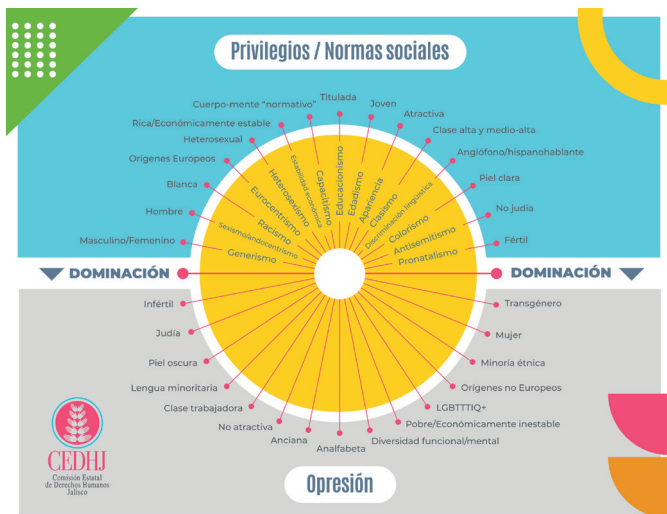 Privilegios / Normas sociales
Titulada
Cuerpo-mente “normativo”
Joven
Rica/Económicamente estable
Atractiva
Heterosexual
Clase alta y medio-alta
Orígenes Europeos
Anglófono/hispanohablante
Blanca
Piel clara
Hombre
No judía
Masculino/Femenino
Fértil
Generismo
Sexismo/androcentrismo
Racismo
Eurocentrismo
Heterosexismo
Estabilidad económica
Capacitismo
Educacionismo
Edadismo
Apariencia
Clasismo
Discriminación lingüística
Colorismo
Antisemitismo
Pronatalismo
DOMINACIÓN
DOMINACIÓN
Infértil
Transgénero
Judía
Mujer
Piel oscura
Minoría étnica
Lengua minoritaria
Orígenes no Europeos
Clase trabajadora
LGBTTTIQ+
No atractiva
Pobre/Económicamente inestable
Anciana
Diversidad funcional/mental
Analfabeta
Opresión
CEDHJ
Comisión Estatal
de Derechos Humanos
Jalisco